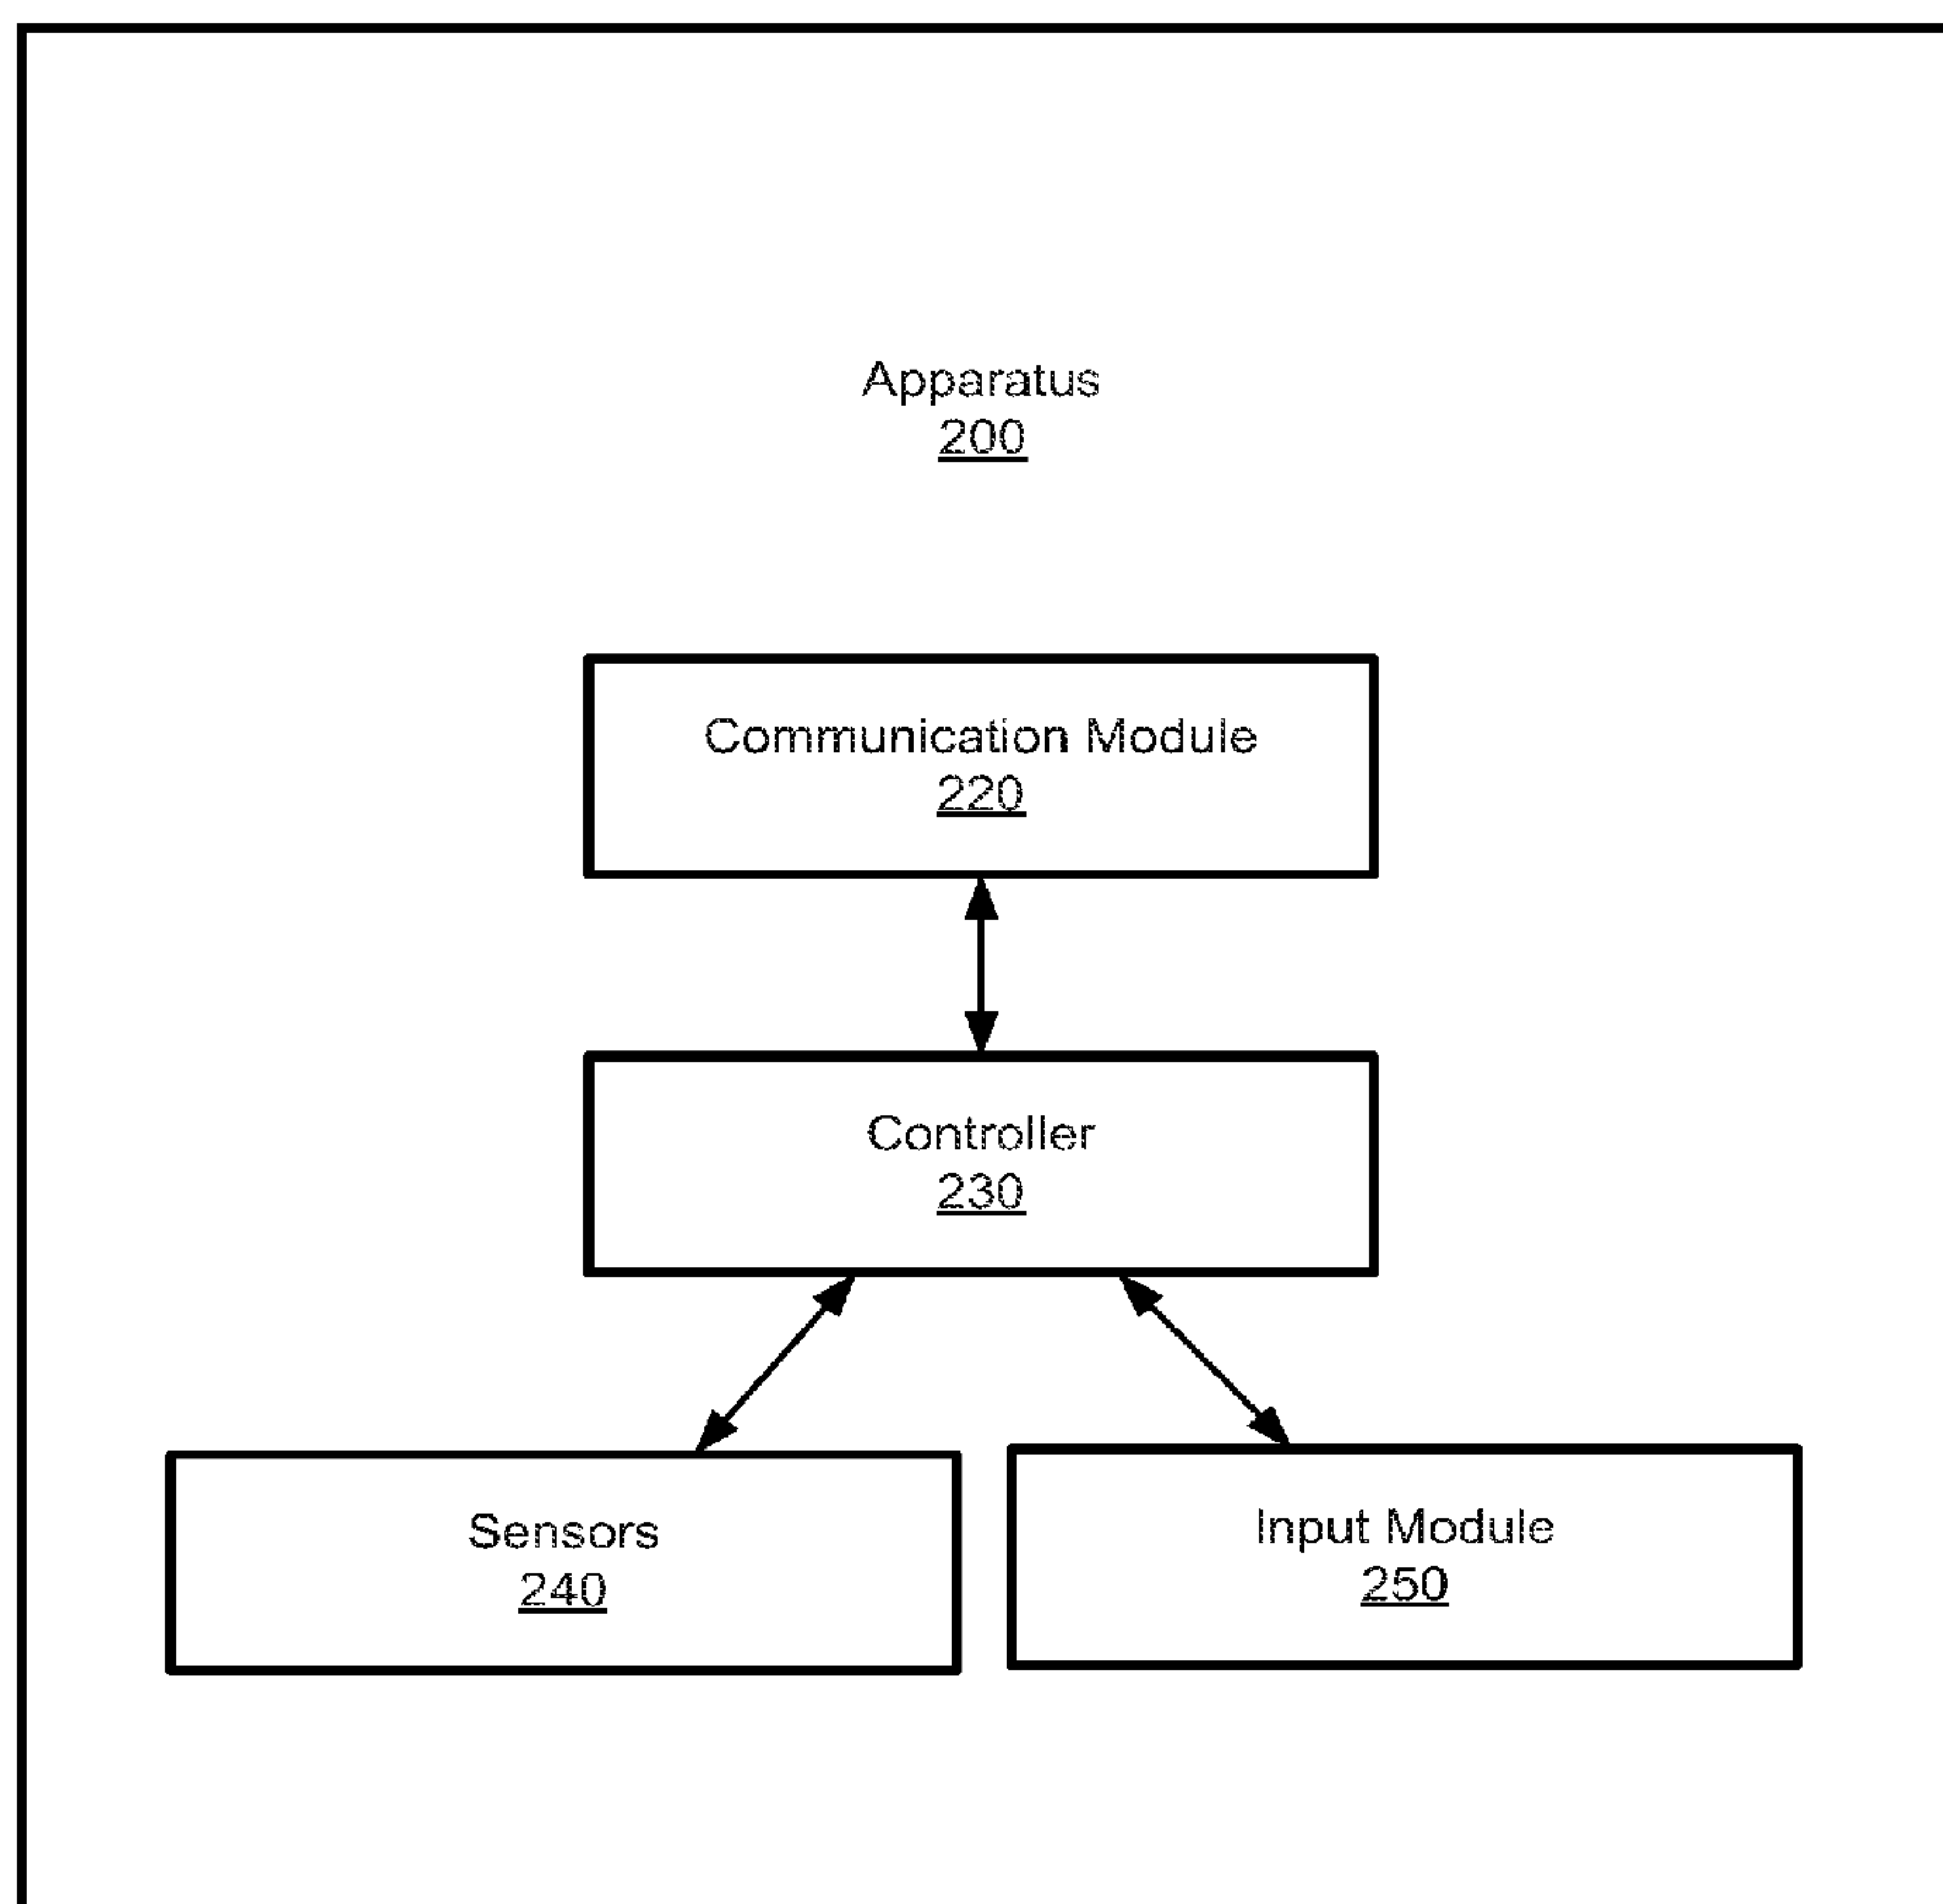 Apparatus
200
Communication Module
220
Controller
230
Sensors
240
Input Module
250